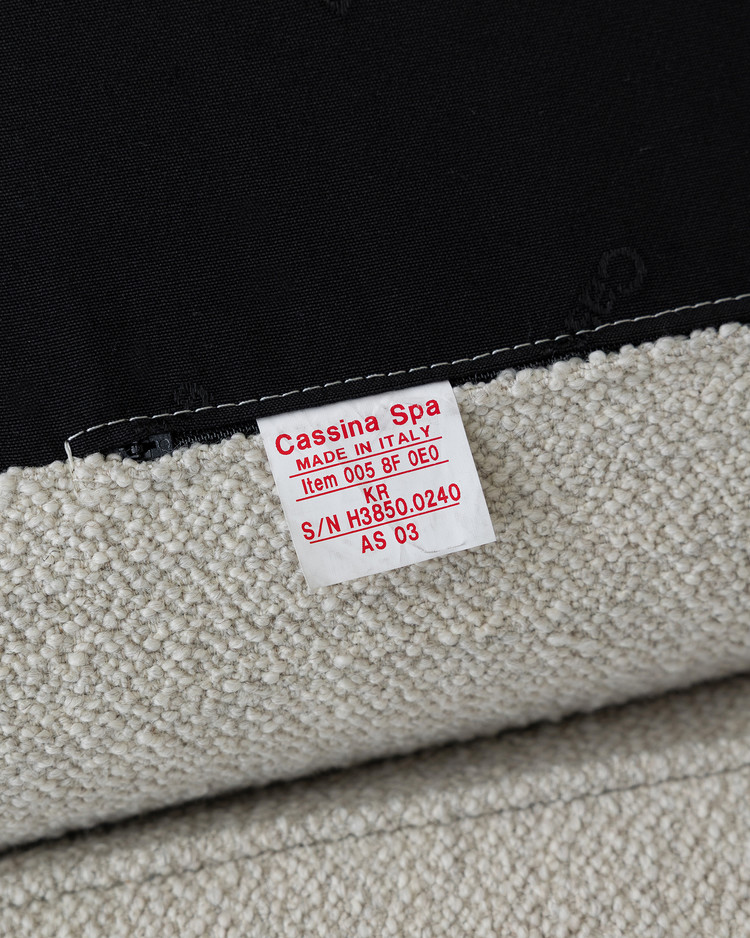 Cassina Spa
MADE IN ITALY
Item 005 8F 0E0
KR
S/N H3850.0240
AS 03